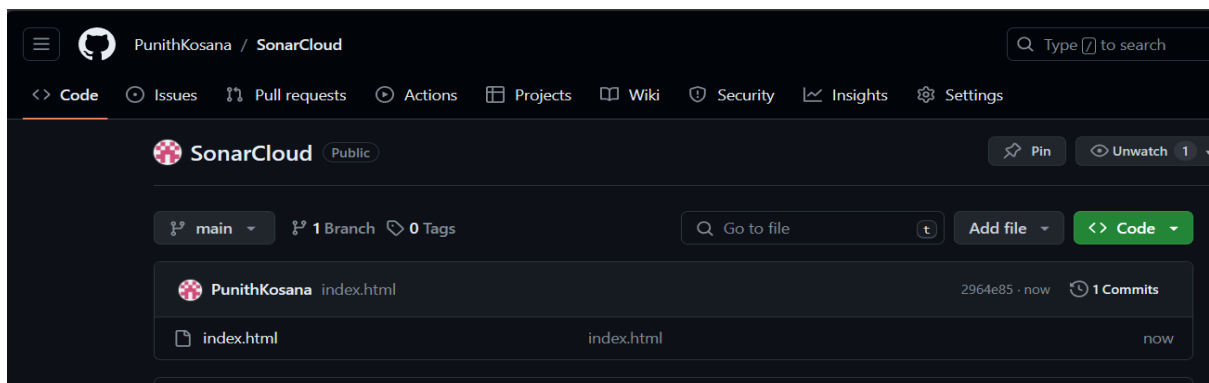 PunithKosana / SonarCloud Type / to search
<> Code Issues Pull requests Actions Projects Wiki Security Insights Settings
SonarCloud Public Pin Unwatch 1
main 1 Branch 0 Tags Go to file t Add file <> Code
PunithKosana index.html 2964e85 · now 1 Commits
index.html index.html now